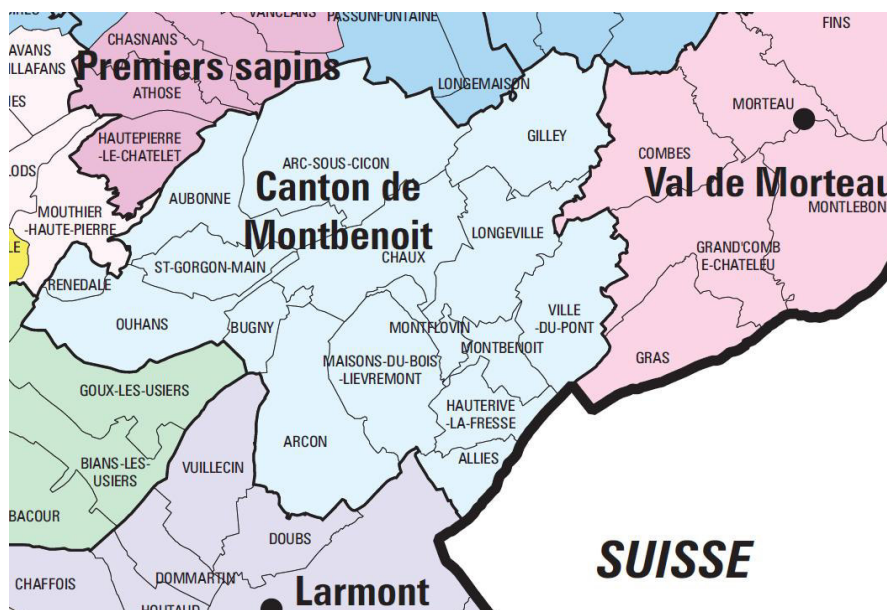 VANCLANS
PASSONFONTAINE
FINS
CHASNANS
AVANS
ILLAFANS
Premiers sapins
LONGEMAISON
ATHOSE
MORTEAU
HAUTEPIERRE
-LE-CHATELET
GILLEY
COMBES
ARC-SOUS-CICON
LODS
Canton de
Montbenoit
Val de Morteau
AUBONNE
MONTLEBON
MOUTHIER
-HAUTE-PIERRE
LONGEVILLE
GRAND'COMB
E-CHATELEU
LE
ST-GORGON-MAIN
CHAUX
RENEDALE
VILLE
-DU-PONT
OUHANS
BUGNY
MONTFLOVIN
MONTBENOIT
MAISONS-DU-BOIS
-LIEVREMONT
GRAS
GOUX-LES-USIERS
HAUTERIVE
-LA-FRESSE
ARCON
ALLIES
BIANS-LES-
USIERS
VUILLECIN
BACOUR
DOUBS
SUISSE
CHAFFOIS
DOMMARTIN
Larmont
HOUTAUD